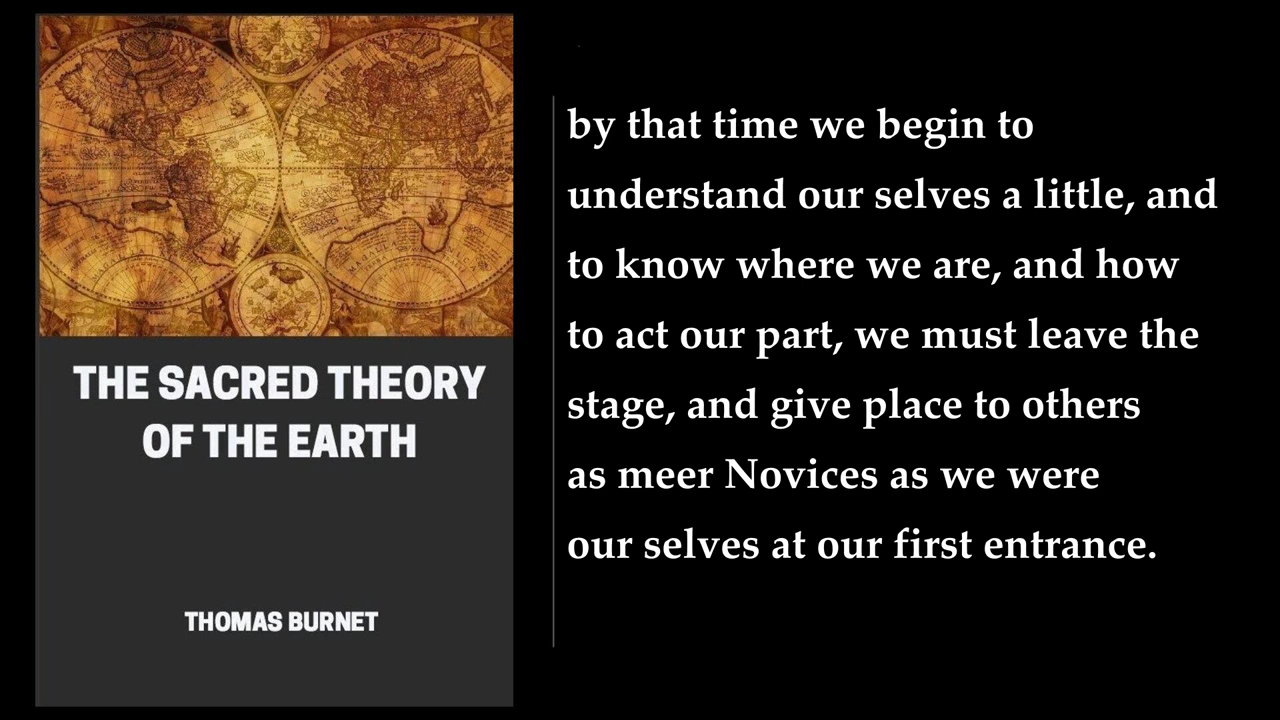 THE SACRED THEORY
OF THE EARTH
THOMAS BURNET
by that time we begin to
understand our selves a little, and
to know where we are, and how
to act our part, we must leave the
stage, and give place to others
as meer Novices as we were
our selves at our first entrance.